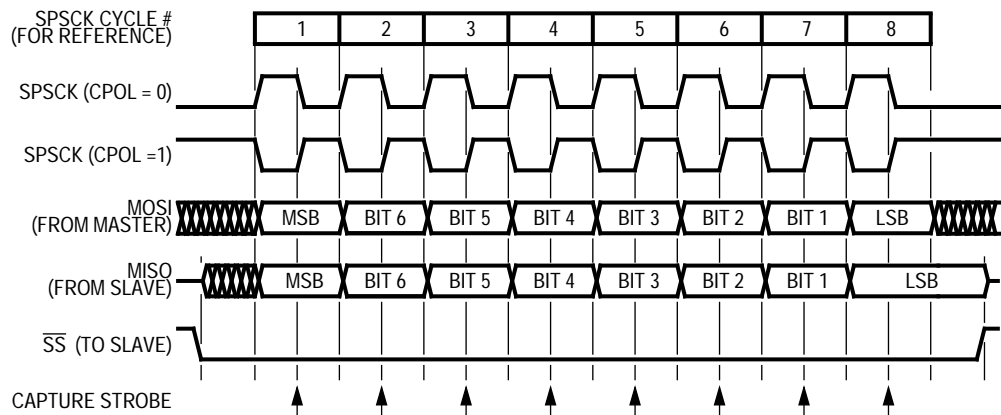 SPSCK CYCLE #
(FOR REFERENCE)
1 2 3 4 5 6 7 8
SPSCK (CPOL = 0)
SPSCK (CPOL =1)
MOSI
(FROM MASTER)
MSB BIT 6 BIT 5 BIT 4 BIT 3 BIT 2 BIT 1 LSB
MISO
(FROM SLAVE)
MSB BIT 6 BIT 5 BIT 4 BIT 3 BIT 2 BIT 1 LSB
SS (TO SLAVE)
CAPTURE STROBE